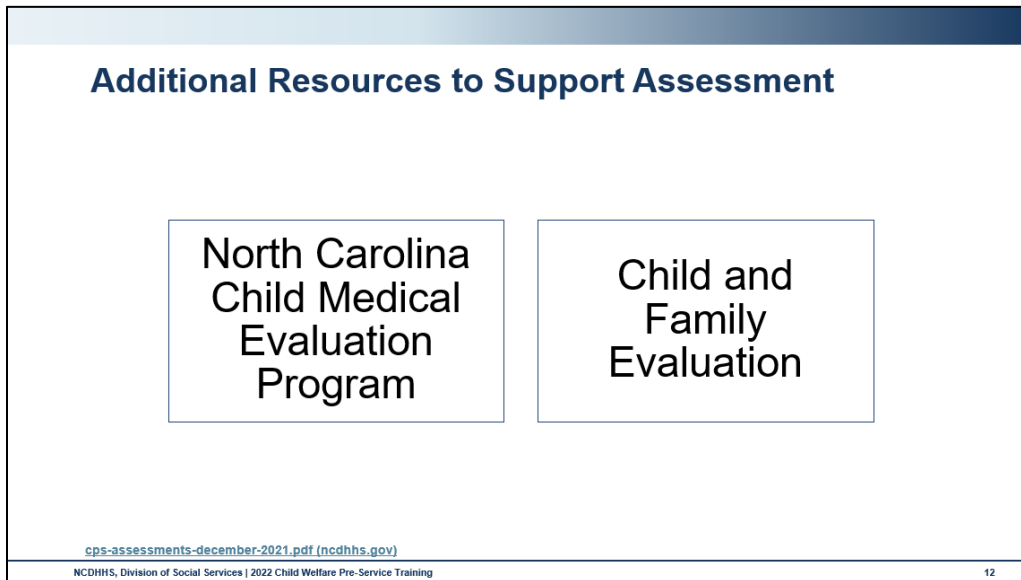 Additional Resources to Support Assessment
North Carolina
Child Medical
Evaluation
Program
Child and
Family
Evaluation
cps-assessments-december-2021.pdf (ncdhhs.gov)
NCDHHS, Division of Social Services | 2022 Child Welfare Pre-Service Training
12